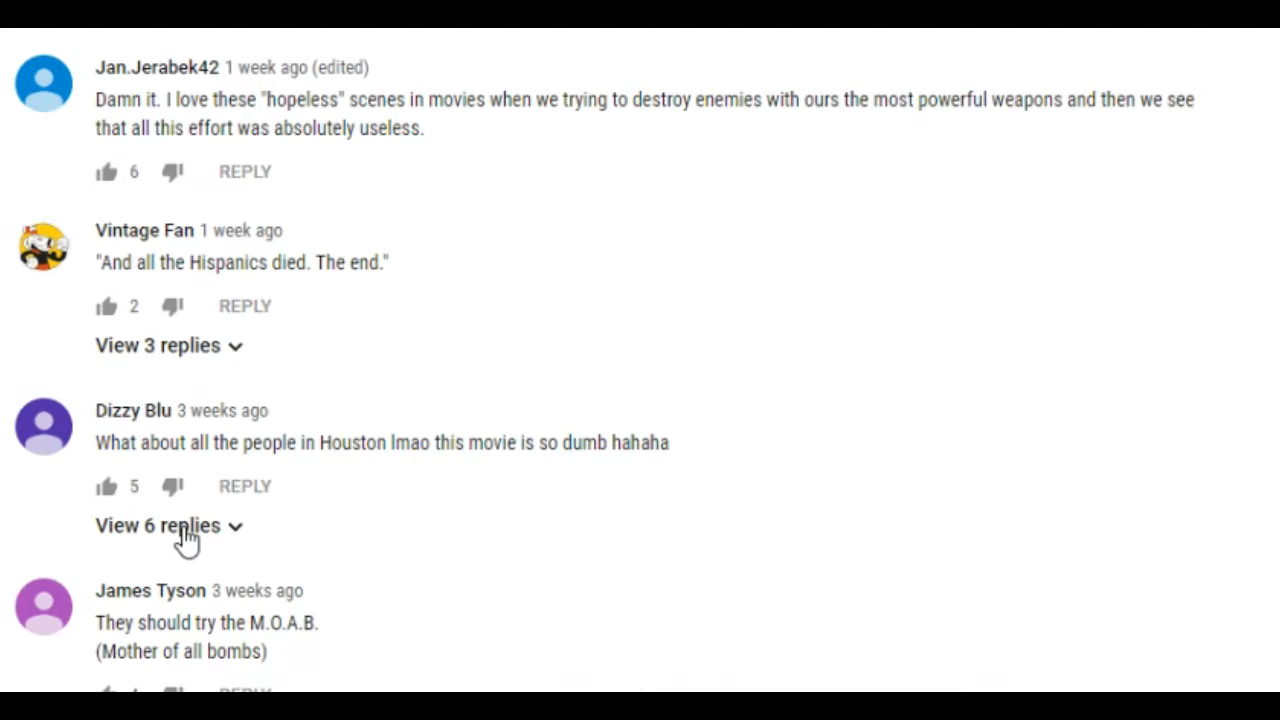 Jan.Jerabek42 1 week ago (edited)
Damn it. I love these "hopeless" scenes in movies when we trying to destroy enemies with ours the most powerful weapons and then we see
that all this effort was absolutely useless.
6 REPLY
Vintage Fan 1 week ago
"And all the Hispanics died. The end."
2 REPLY
View 3 replies
Dizzy Blu 3 weeks ago
What about all the people in Houston lmao this movie is so dumb hahaha
5 REPLY
View 6 replies
James Tyson 3 weeks ago
They should try the M.O.A.B.
(Mother of all bombs)
REPLY